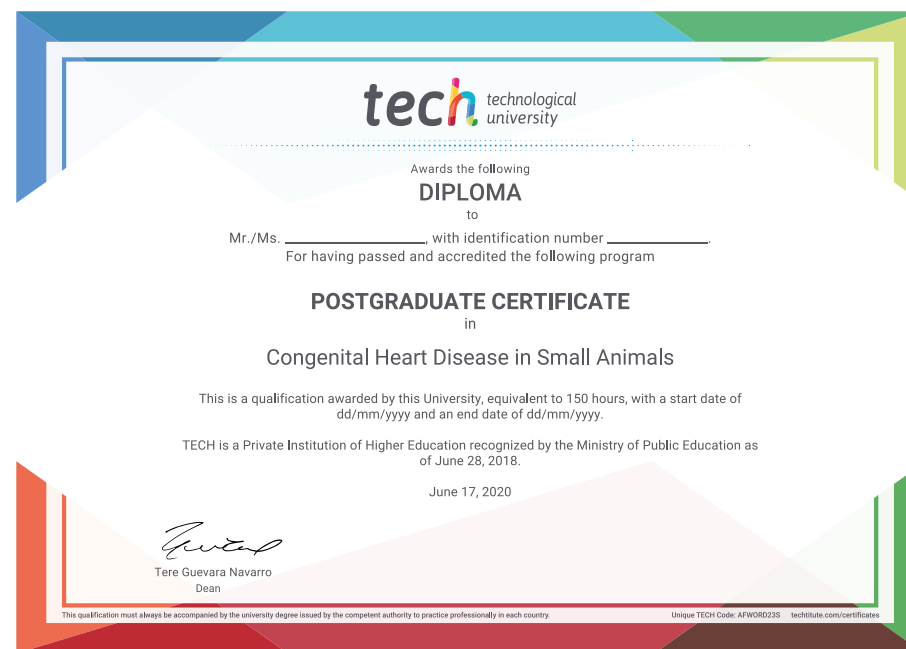 tech technological
university
Awards the following
DIPLOMA
to
Mr./Ms. ____________________, with identification number ______________.
For having passed and accredited the following program
POSTGRADUATE CERTIFICATE
in
Congenital Heart Disease in Small Animals
This is a qualification awarded by this University, equivalent to 150 hours, with a start date of
dd/mm/yyyy and an end date of dd/mm/yyyy.
TECH is a Private Institution of Higher Education recognized by the Ministry of Public Education as
of June 28, 2018.
June 17, 2020
Tere Guevara Navarro
Dean
This qualification must always be accompanied by the university degree issued by the competent authority to practice professionally in each country.
Unique TECH Code: AFWORD23S techtitute.com/certificates